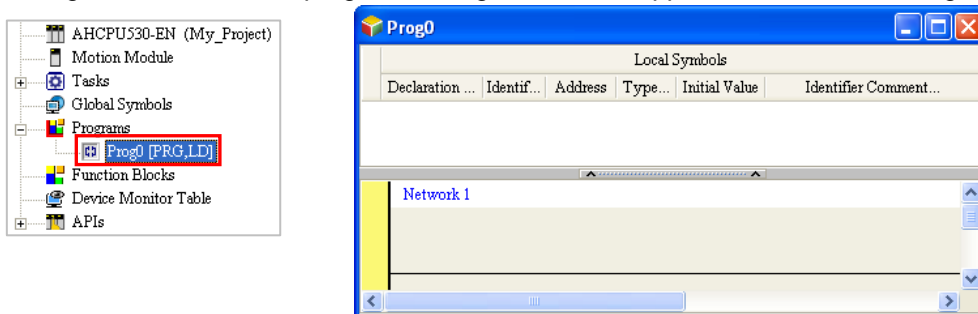 AHCPU530-EN (My_Project)
Motion Module
Tasks
Global Symbols
Programs
Prog0 [PRG,LD]
Function Blocks
Device Monitor Table
APIs
Prog0
Local Symbols
Declaration ... Identif... Address Type... Initial Value Identifier Comment...
Network 1